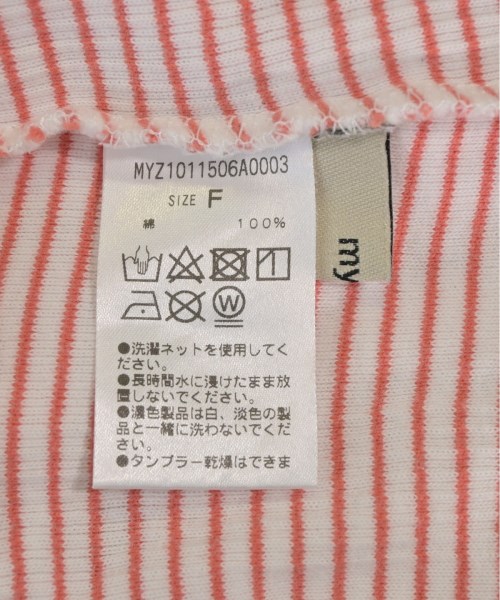 MYZ1011506A0003
SIZE F
綿 100%
my
W
●洗濯ネットを使用してく
ださい。
●長時間水に浸けたまま放
置しないでください。
●濃色製品は白、淡色の製
品と一緒に洗わないでくだ
さい。
●タンブラー乾燥はできま